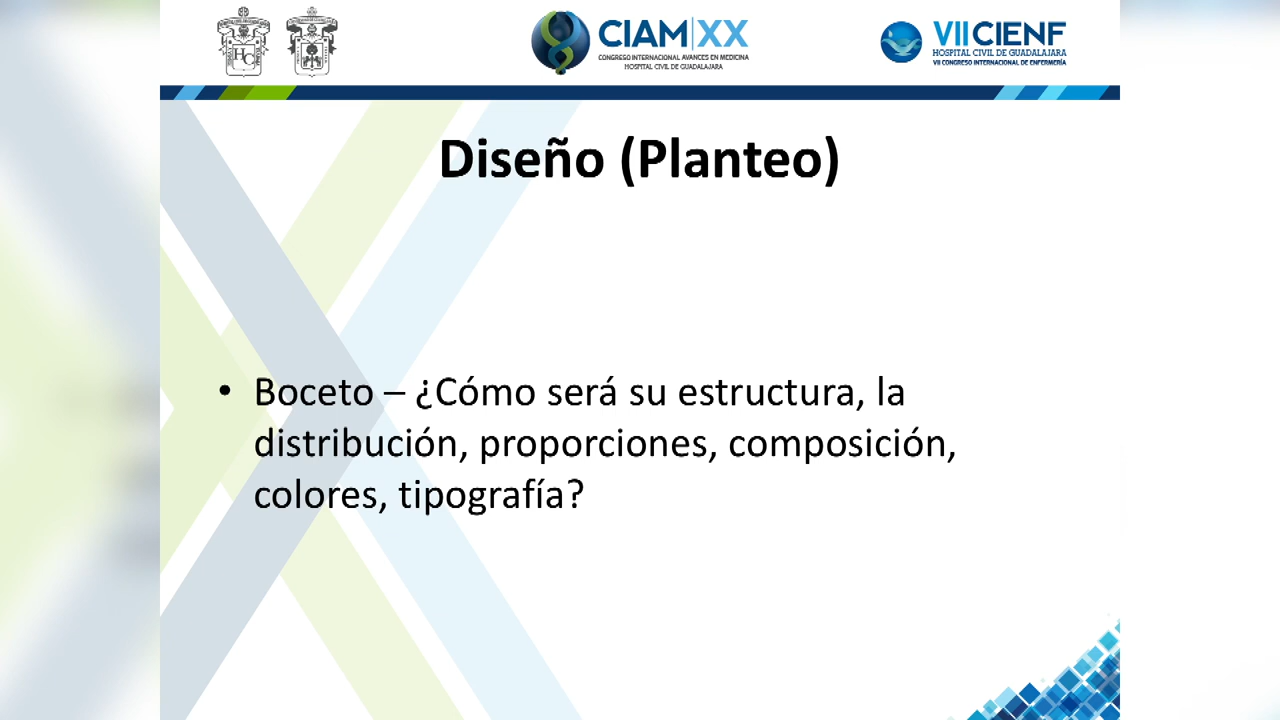 HC
CIAM|XX
CONGRESO INTERNACIONAL AVANCES EN MEDICINA
HOSPITAL CIVIL DE GUADALAJARA
VII CIENF
HOSPITAL CIVIL DE GUADALAJARA
VII CONGRESO INTERNACIONAL DE ENFERMERÍA
Diseño (Planteo)
• Boceto – ¿Cómo será su estructura, la
distribución, proporciones, composición,
colores, tipografía?